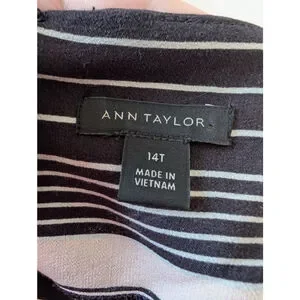 ANN TAYLOR
14T
MADE IN
VIETNAM